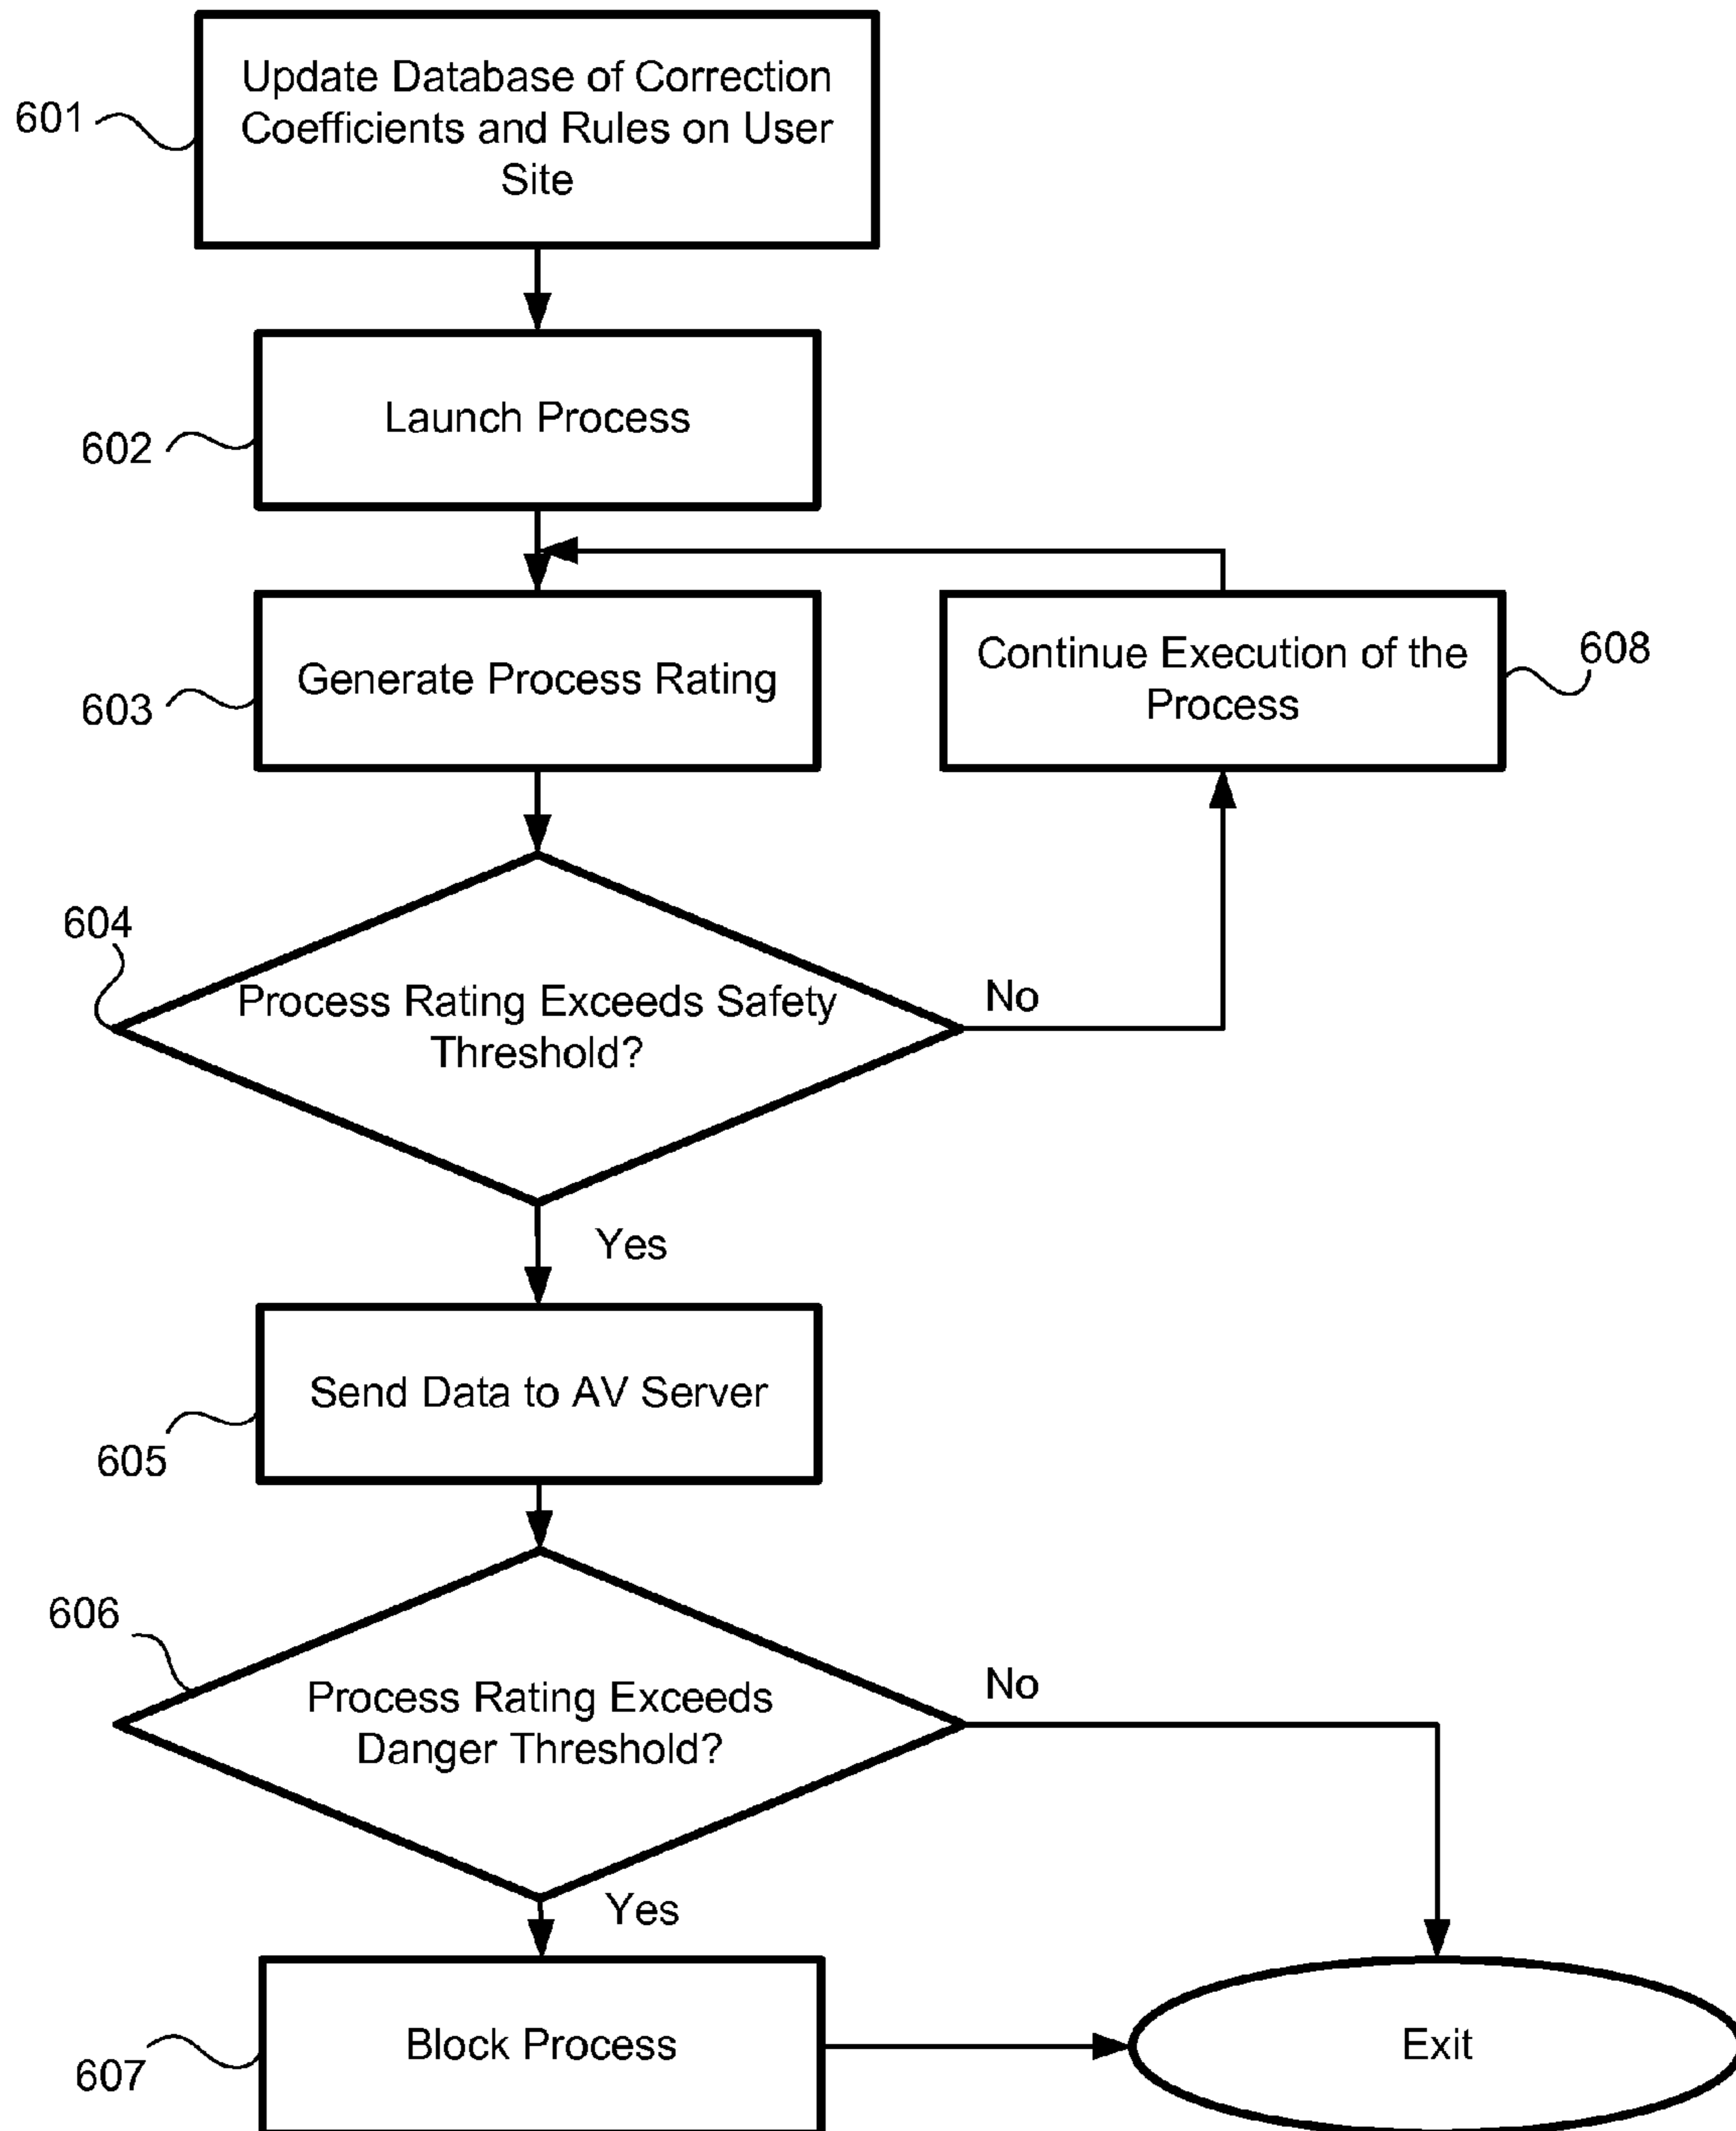 601
Update Database of Correction
Coefficients and Rules on User
Site
602
Launch Process
603
Generate Process Rating
Continue Execution of the
Process
608
604
Process Rating Exceeds Safety
Threshold?
No
Yes
605
Send Data to AV Server
606
Process Rating Exceeds
Danger Threshold?
No
Yes
607
Block Process
Exit